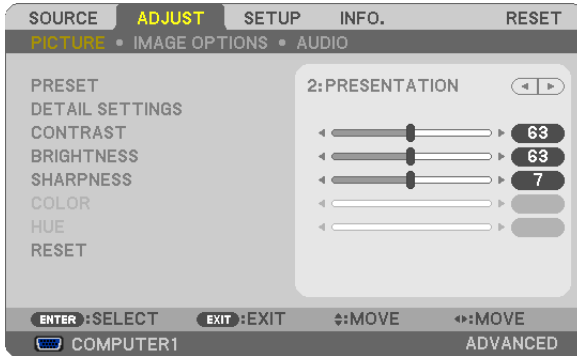 SOURCE ADJUST SETUP INFO. RESET
PICTURE • IMAGE OPTIONS • AUDIO
PRESET 2:PRESENTATION
DETAIL SETTINGS
CONTRAST 63
BRIGHTNESS 63
SHARPNESS 7
COLOR
HUE
RESET
ENTER :SELECT EXIT :EXIT :MOVE :MOVE
COMPUTER1 ADVANCED